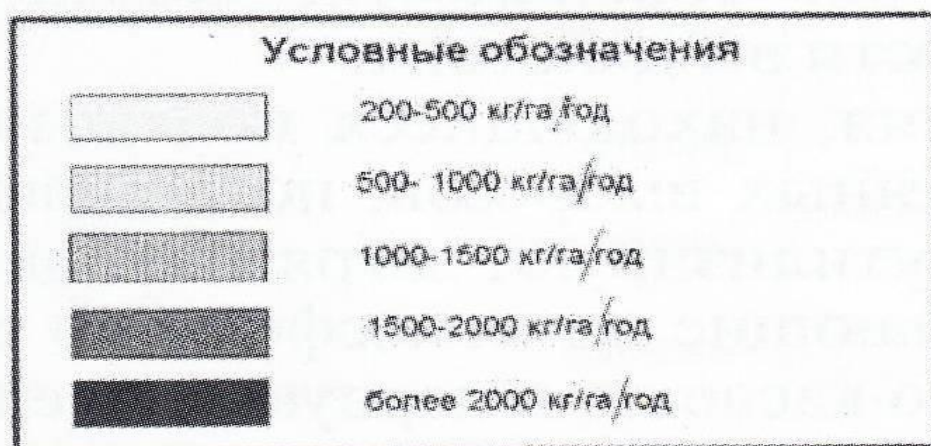 Условные обозначения
200-500 кг/га/год
500- 1000 кг/га/год
1000-1500 кг/га/год
1500-2000 кг/га/год
более 2000 кг/га/год